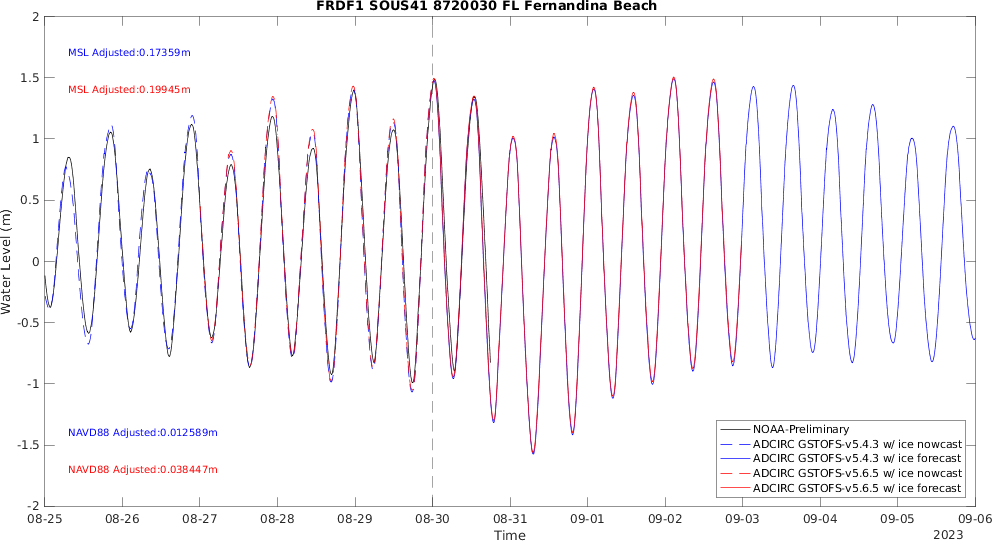 FRDF1 SOUS41 8720030 FL Fernandina Beach
2
1.5
1
0.5
0
-0.5
-1
-1.5
-2
Water Level (m)
MSL Adjusted:0.17359m
MSL Adjusted:0.19945m
NAVD88 Adjusted:0.012589m
NAVD88 Adjusted:0.038447m
NOAA-Preliminary
ADCIRC GSTOFS-v5.4.3 w/ ice nowcast
ADCIRC GSTOFS-v5.4.3 w/ ice forecast
ADCIRC GSTOFS-v5.6.5 w/ ice nowcast
ADCIRC GSTOFS-v5.6.5 w/ ice forecast
08-25 08-26 08-27 08-28 08-29 08-30 08-31 09-01 09-02 09-03 09-04 09-05 09-06
Time
2023